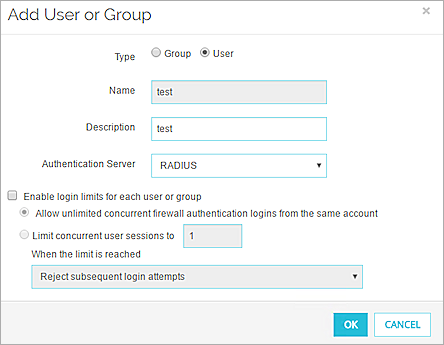 Add User or Group
Type Group User
Name test
Description test
Authentication Server RADIUS
Enable login limits for each user or group
Allow unlimited concurrent firewall authentication logins from the same account
Limit concurrent user sessions to 1
When the limit is reached
Reject subsequent login attempts
OK CANCEL